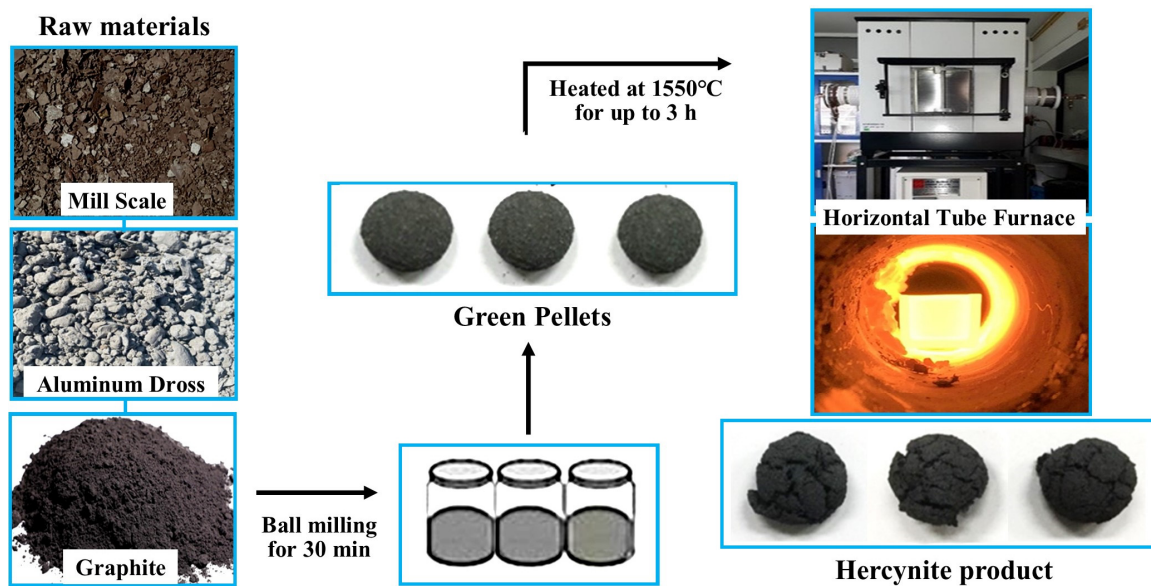 Raw materials
Mill Scale
Aluminum Dross
Graphite
Ball milling
for 30 min
Green Pellets
Heated at 1550°C
for up to 3 h
Horizontal Tube Furnace
Hercynite product